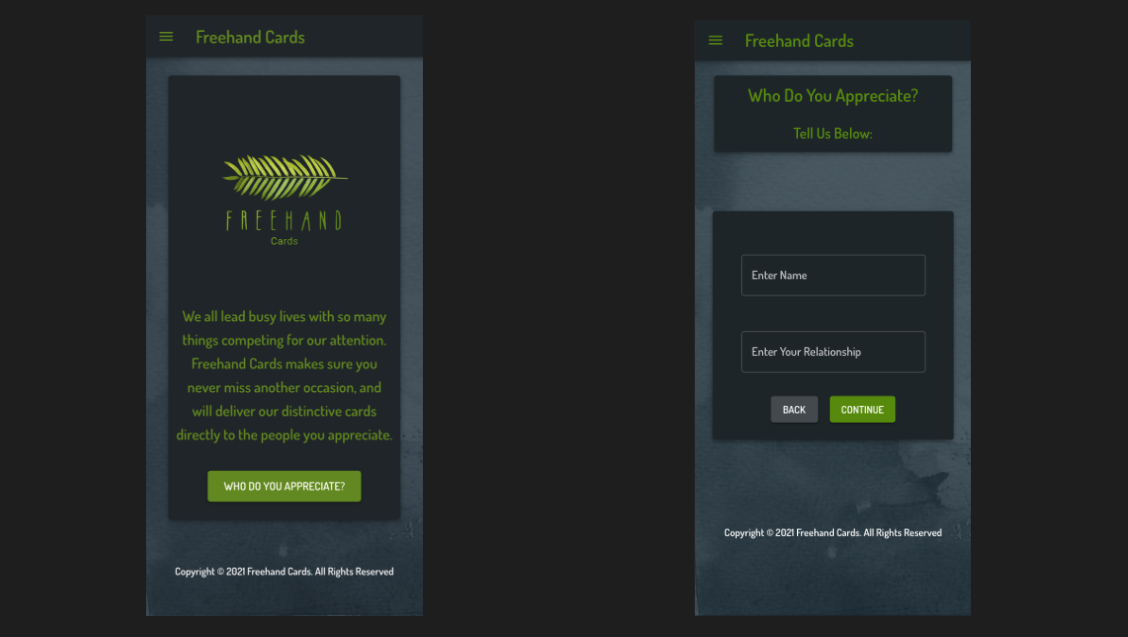 Freehand Cards
FREEHAND
Cards
We all lead busy lives with so many
things competing for our attention.
Freehand Cards makes sure you
never miss another occasion, and
will deliver our distinctive cards
directly to the people you appreciate.
WHO DO YOU APPRECIATE?
Copyright © 2021 Freehand Cards. All Rights Reserved
Freehand Cards
Who Do You Appreciate?
Tell Us Below:
Enter Name
Enter Your Relationship
BACK CONTINUE
Copyright © 2021 Freehand Cards. All Rights Reserved